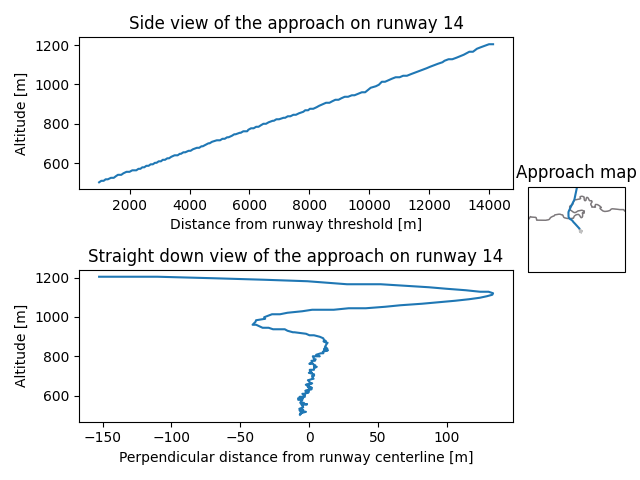 Side view of the approach on runway 14
1200
1000
800
600
Altitude [m]
2000 4000 6000 8000 10000 12000 14000
Distance from runway threshold [m]
Approach map
Straight down view of the approach on runway 14
1200
1000
800
600
Altitude [m]
−150 −100 −50 0 50 100
Perpendicular distance from runway centerline [m]